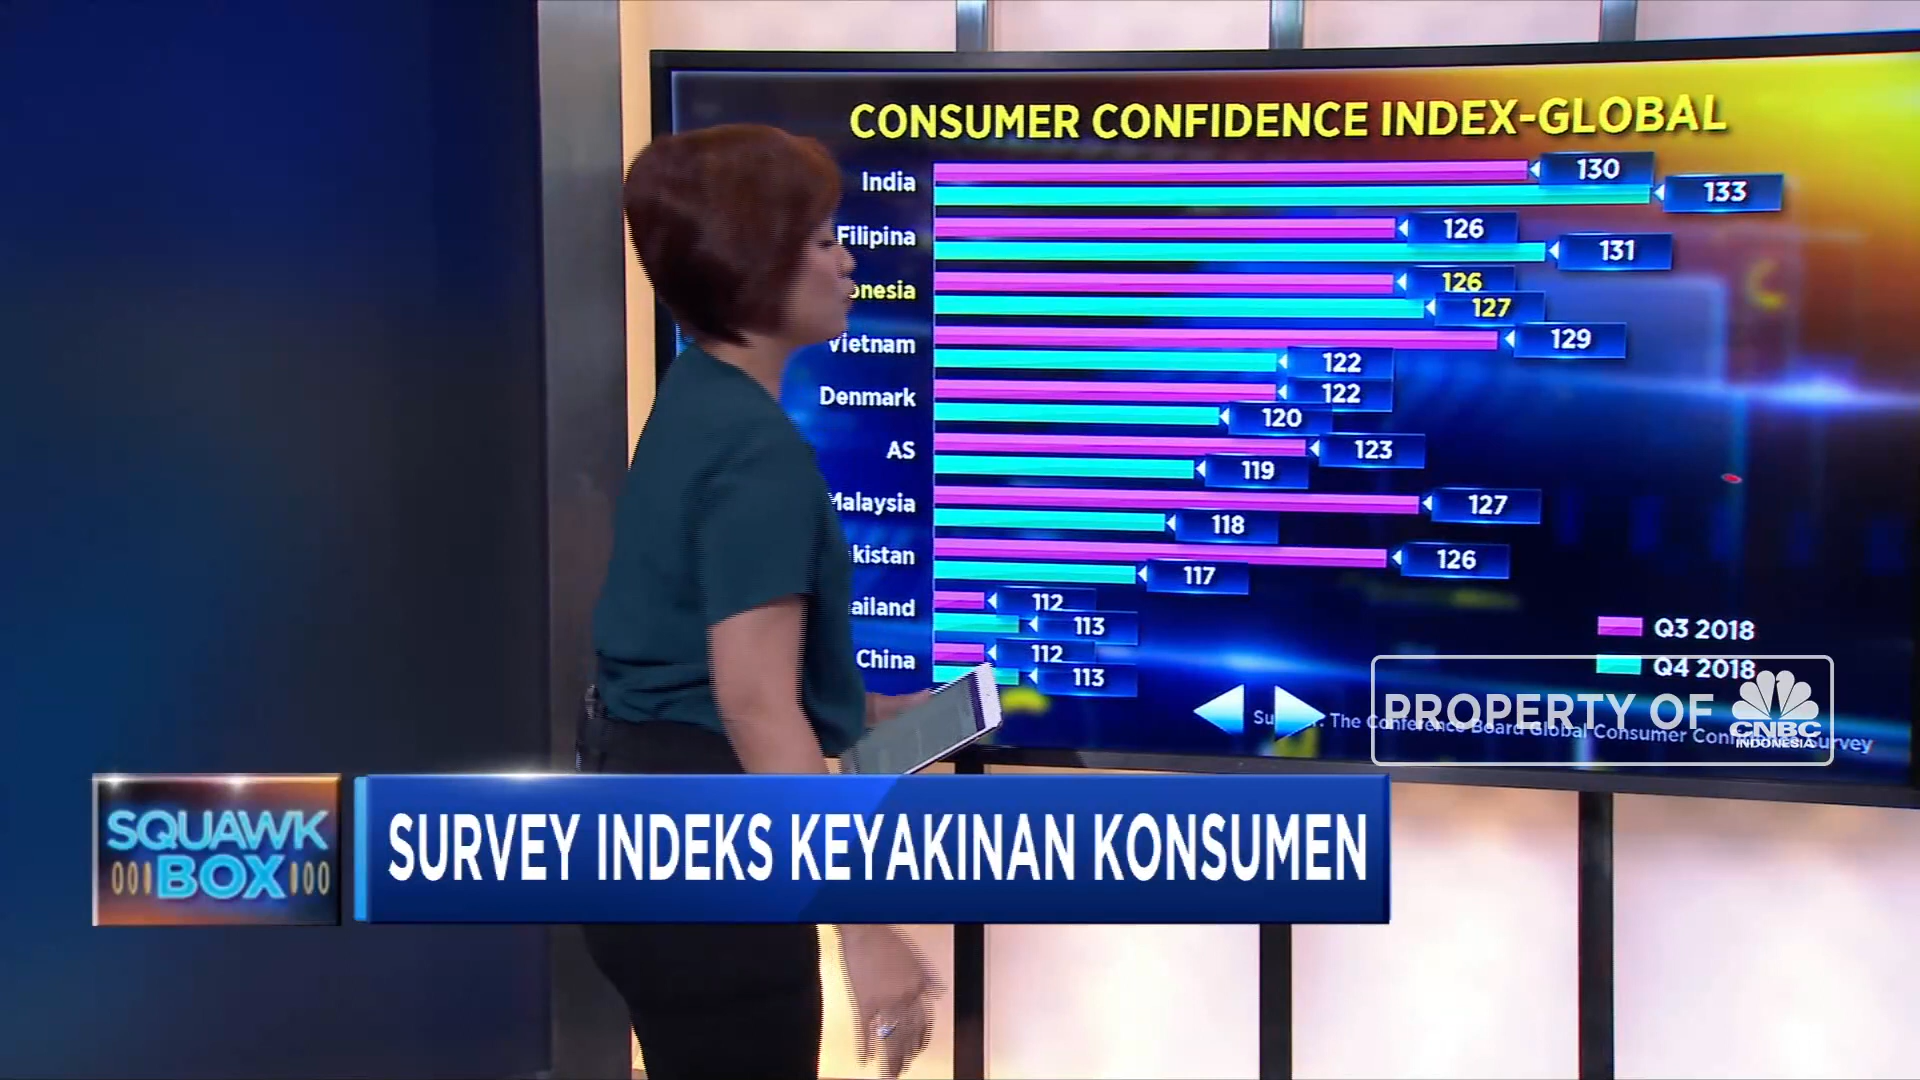 CONSUMER CONFIDENCE INDEX-GLOBAL
India 130
133
Filipina 126
131
onesia 126
127
Vietnam 129
122
Denmark 122
120
AS 123
119
Malaysia 127
118
kistan 126
117
ailand 112
113
China 112
113
Q3 2018
Q4 2018
The Conference Board Global Consumer Survey
PROPERTY OF CNBC
INDONESIA
SQUAWK
BOX
SURVEY INDEKS KEYAKINAN KONSUMEN